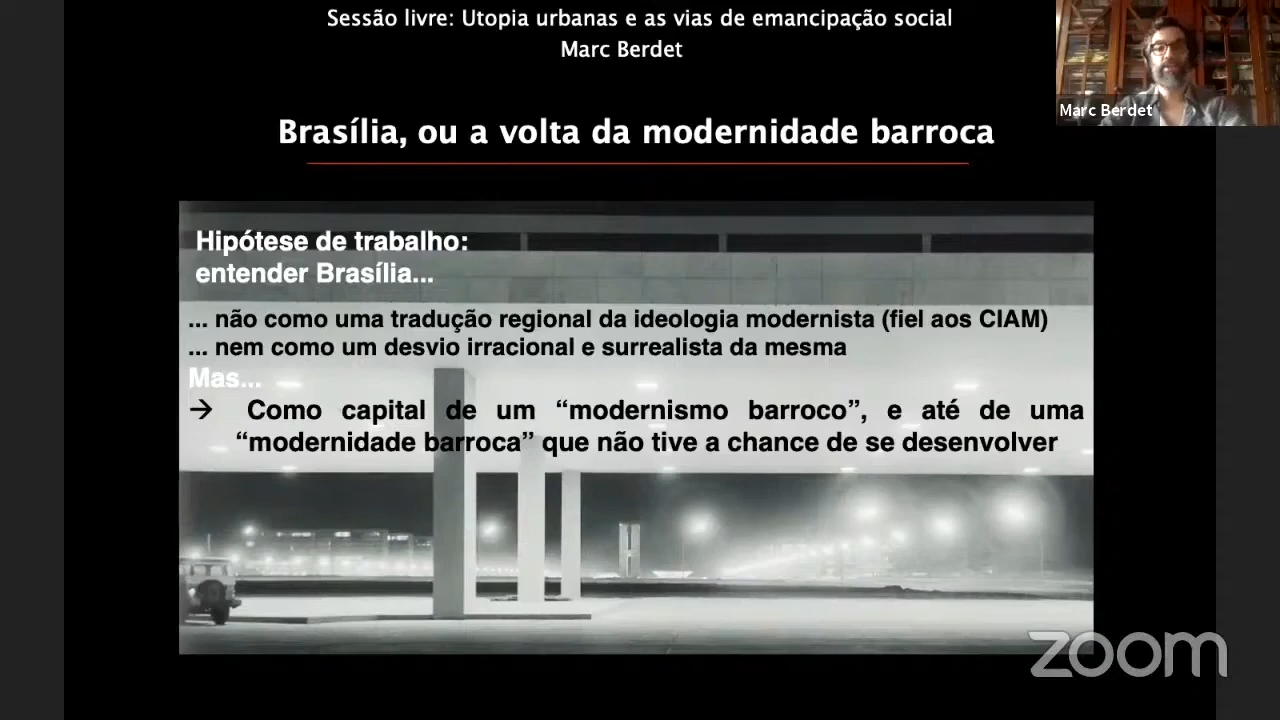 Sessão livre: Utopia urbanas e as vias de emancipação social
Marc Berdet
Marc Berdet
Brasília, ou a volta da modernidade barroca
Hipótese de trabalho:
entender Brasília...
... não como uma tradução regional da ideologia modernista (fiel aos CIAM)
... nem como um desvio irracional e surrealista da mesma
Mas...
→ Como capital de um “modernismo barroco”, e até de uma
“modernidade barroca” que não tive a chance de se desenvolver
zoom